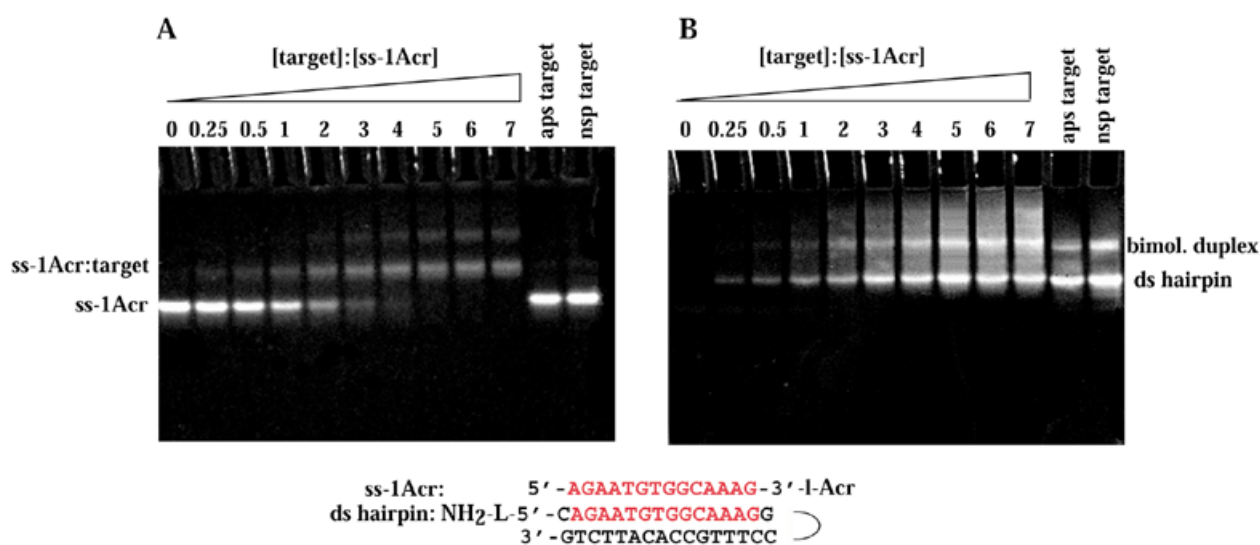 A
[target]:[ss-1Acr]
0 0.25 0.5 1 2 3 4 5 6 7 aps target nsp target
ss-1Acr:target
ss-1Acr
B
[target]:[ss-1Acr]
0 0.25 0.5 1 2 3 4 5 6 7 aps target nsp target
bimol. duplex
ds hairpin
ss-1Acr: 5′-AGAATGTGGCAAAG-3′-l-Acr
ds hairpin: NH2-L-5′-CAGAATGTGGCAAAGG
3′-GTCTTACACCGTTTCC